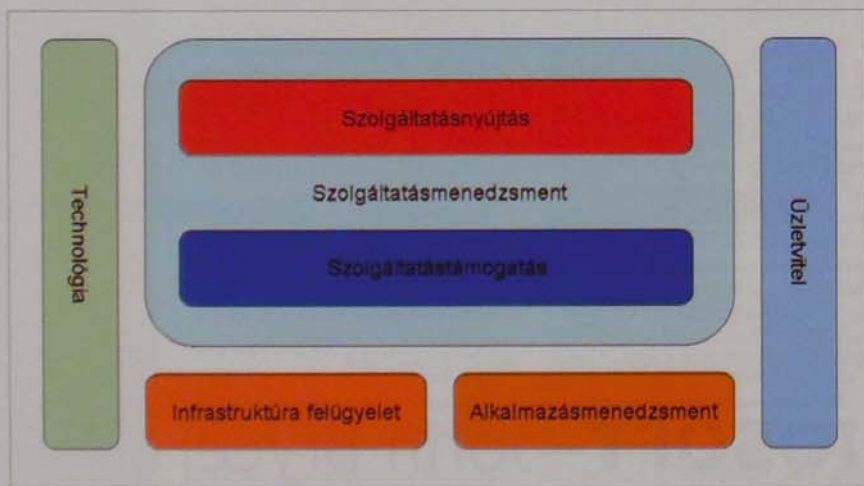 Technológia
Szolgáltatásnyújtás
Szolgáltatásmenedzsment
Szolgáltatástámogatás
Infrastruktúra felügyelet
Alkalmazásmenedzsment
Üzletvitel